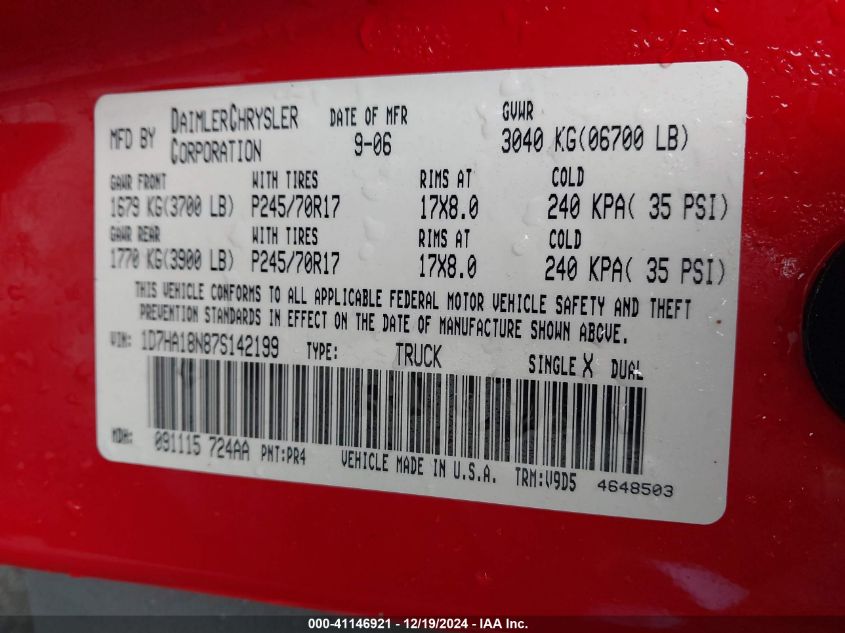 MFD BY DAIMLERCHRYSLER CORPORATION DATE OF MFR 9-06 GVWR 3040 KG(06700 LB)
GAWR FRONT WITH TIRES RIMS AT COLD
1679 KG(3700 LB) P245/70R17 17X8.0 240 KPA( 35 PSI)
GAWR REAR WITH TIRES RIMS AT COLD
1770 KG(3900 LB) P245/70R17 17X8.0 240 KPA( 35 PSI)
THIS VEHICLE CONFORMS TO ALL APPLICABLE FEDERAL MOTOR VEHICLE SAFETY AND THEFT
PREVENTION STANDARDS IN EFFECT ON THE DATE OF MANUFACTURE SHOWN ABOVE.
VIN: 1D7HA18N87S142199 TYPE: TRUCK SINGLE X DUAL
MDH: 091115 724AA PNT:PR4 VEHICLE MADE IN U.S.A. TRM:V9D5 4648503
000-41146921 - 12/19/2024 - IAA Inc.